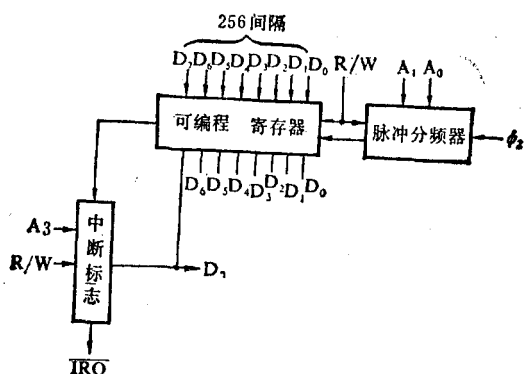 256间隔
D₇D₆D₅D₄D₃D₂D₁D₀ R/W
A₁ A₀
可编程 寄存器
脉冲分频器
ϕ₂
D₆D₅D₄D₃D₂D₁D₀
A3
R/W
中断标志
D₇
IRQ